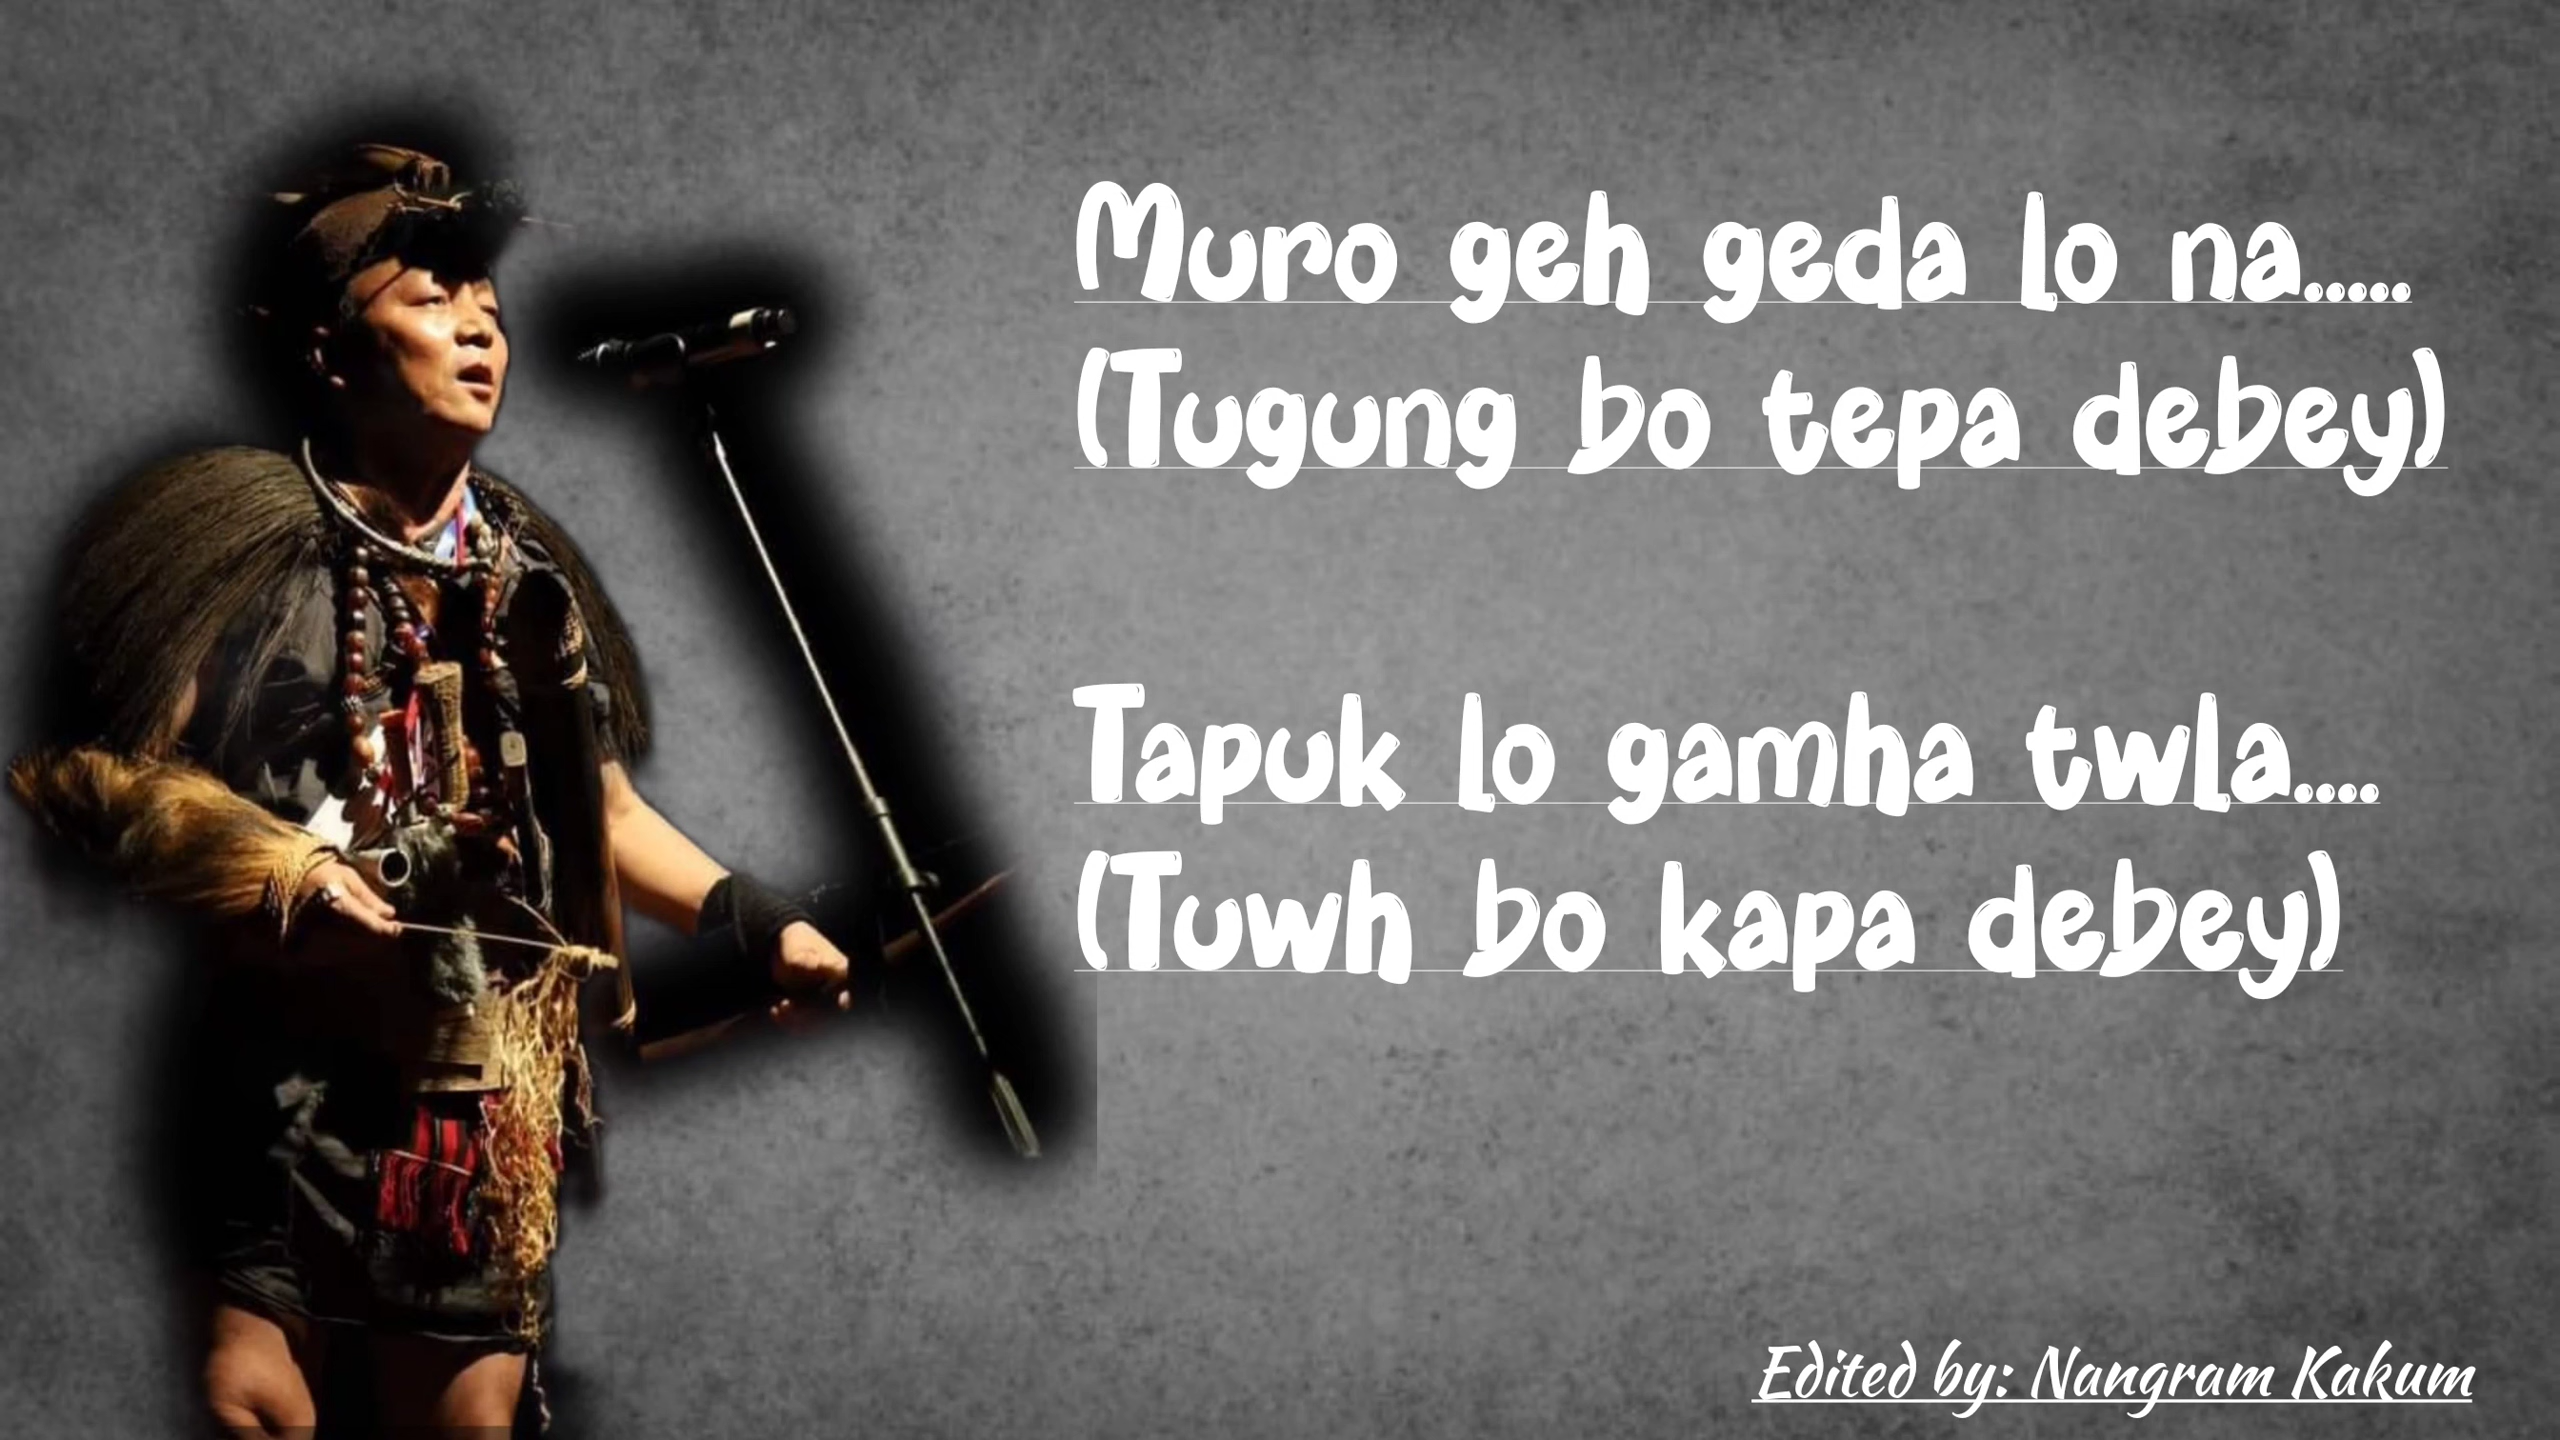 Muro geh geda lo na.....
(Tugung bo tepa debey)
Tapuk lo gamha twla....
(Tuwh bo kapa debey)
Edited by: Nangram Kakum